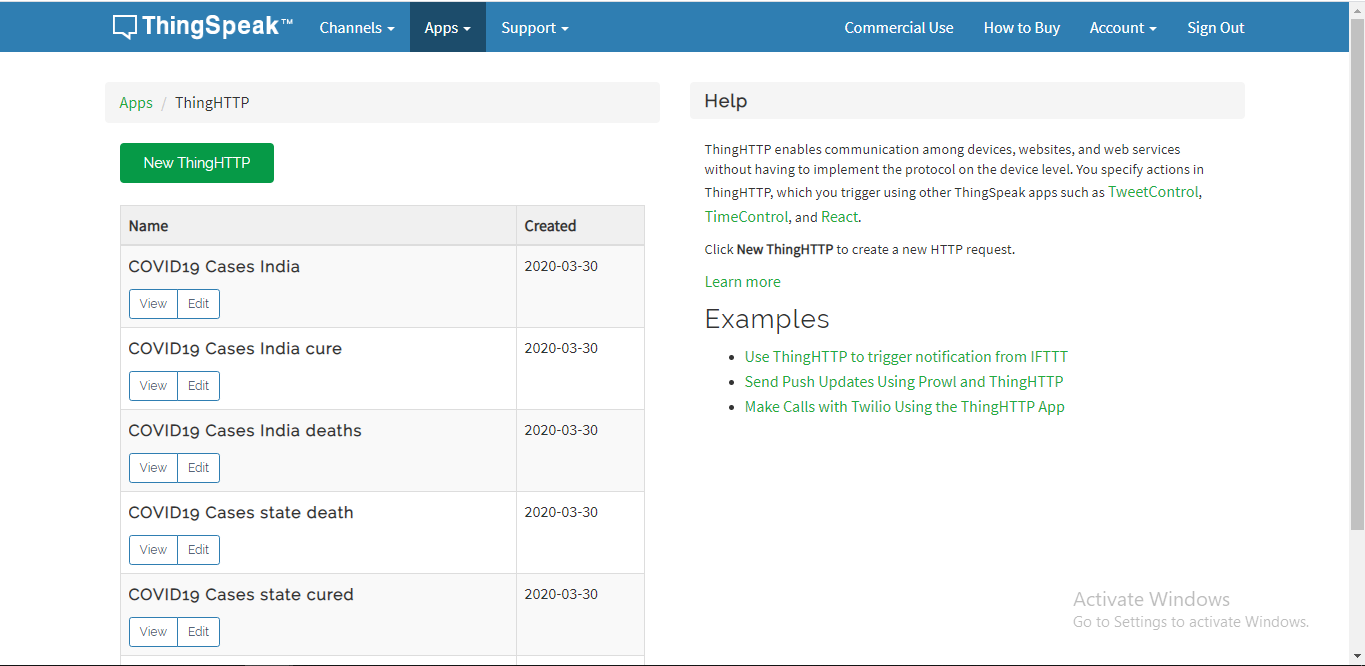 ThingSpeak™ Channels Apps Support Commercial Use How to Buy Account Sign Out
Apps / ThingHTTP
New ThingHTTP
Name Created
COVID19 Cases India 2020-03-30
View Edit
COVID19 Cases India cure 2020-03-30
View Edit
COVID19 Cases India deaths 2020-03-30
View Edit
COVID19 Cases state death 2020-03-30
View Edit
COVID19 Cases state cured 2020-03-30
View Edit
Help
ThingHTTP enables communication among devices, websites, and web services
without having to implement the protocol on the device level. You specify actions in
ThingHTTP, which you trigger using other ThingSpeak apps such as TweetControl,
TimeControl, and React.
Click New ThingHTTP to create a new HTTP request.
Learn more
Examples
Use ThingHTTP to trigger notification from IFTTT
Send Push Updates Using Prowl and ThingHTTP
Make Calls with Twilio Using the ThingHTTP App
Activate Windows
Go to Settings to activate Windows.